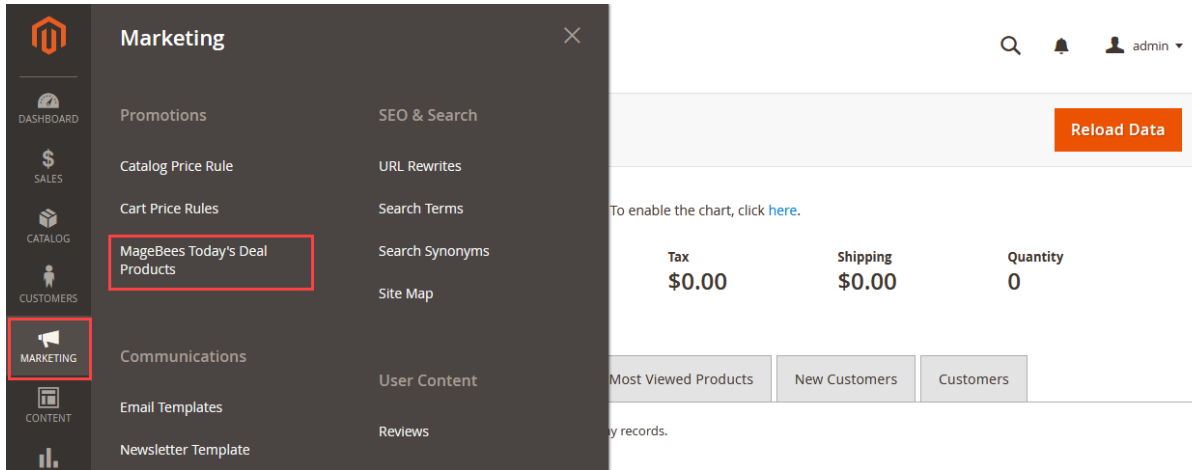 DASHBOARD
SALES
CATALOG
CUSTOMERS
MARKETING
CONTENT
Marketing
Promotions
Catalog Price Rule
Cart Price Rules
MageBees Today's Deal
Products
Communications
Email Templates
Newsletter Template
SEO & Search
URL Rewrites
Search Terms
Search Synonyms
Site Map
User Content
Reviews
admin
Reload Data
To enable the chart, click here.
Tax
$0.00
Shipping
$0.00
Quantity
0
Most Viewed Products
New Customers
Customers
records.